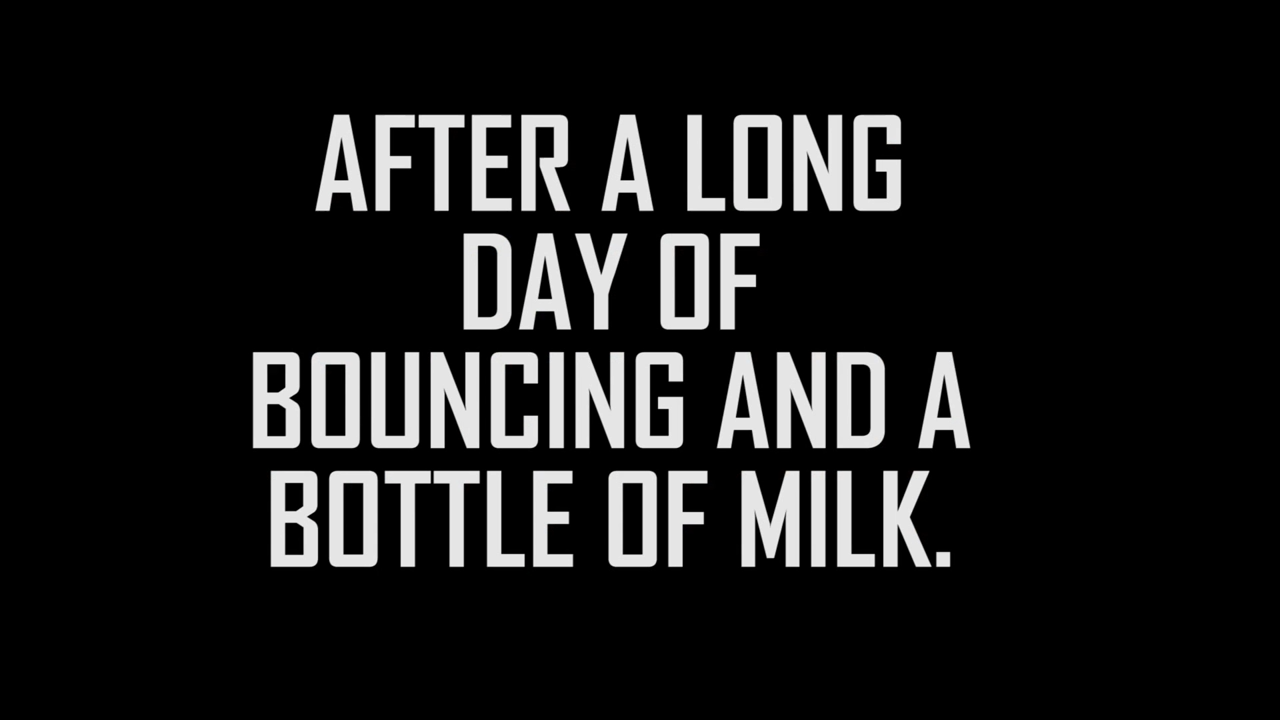 AFTER A LONG
DAY OF
BOUNCING AND A
BOTTLE OF MILK.